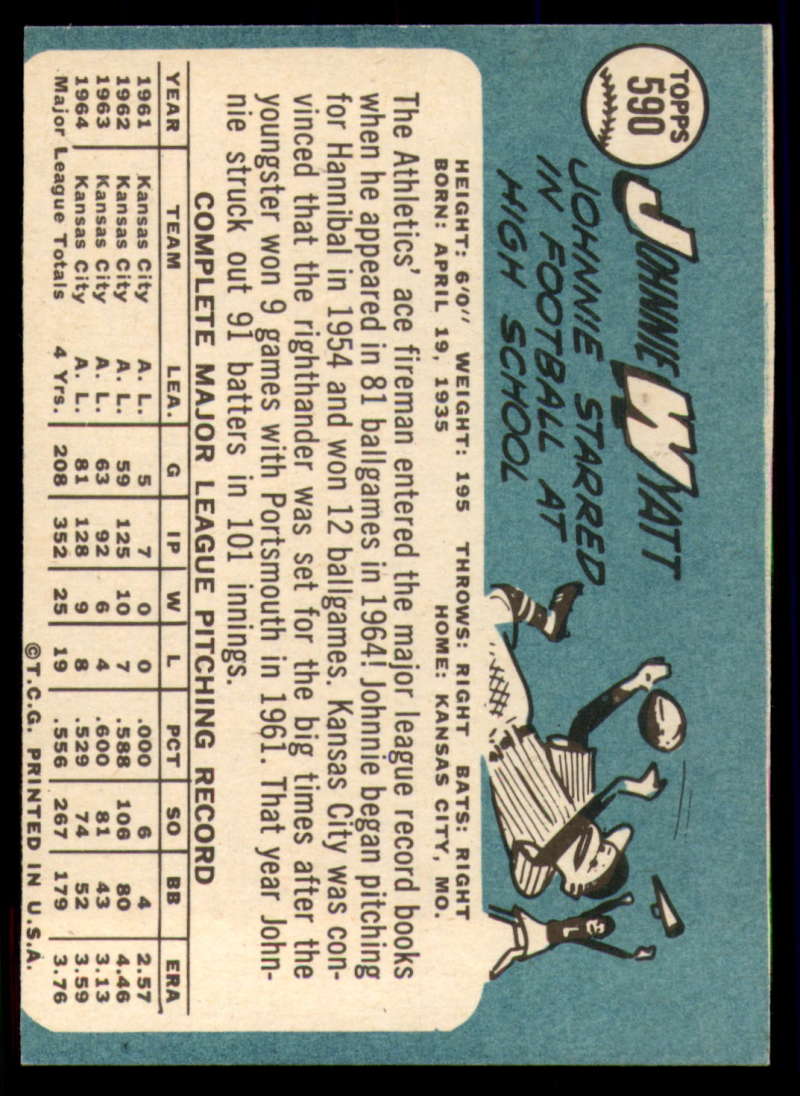 TOPPS
590
JOHNNIE WYATT
JOHNNIE STARRED
IN FOOTBALL AT
HIGH SCHOOL
HEIGHT: 6'0" WEIGHT: 195 THROWS: RIGHT BATS: RIGHT
BORN: APRIL 19, 1935 HOME: KANSAS CITY, MO.
The Athletics' ace fireman entered the major league record books
when he appeared in 81 ballgames in 1964! Johnnie began pitching
for Hannibal in 1954 and won 12 ballgames. Kansas City was con-
vinced that the righthander was set for the big times after the
youngster won 9 games with Portsmouth in 1961. That year John-
nie struck out 91 batters in 101 innings.
COMPLETE MAJOR LEAGUE PITCHING RECORD
YEAR TEAM LEA. G IP W L PCT SO BB ERA
1961 Kansas City A. L. 5 7 0 0 .000 6 4 2.57
1962 Kansas City A. L. 59 125 10 7 .588 106 80 4.46
1963 Kansas City A. L. 63 92 6 4 .600 81 43 3.13
1964 Kansas City A. L. 81 128 9 8 .529 74 52 3.59
Major League Totals 4 Yrs. 208 352 25 19 .556 267 179 3.76
©T.C.G. PRINTED IN U.S.A.